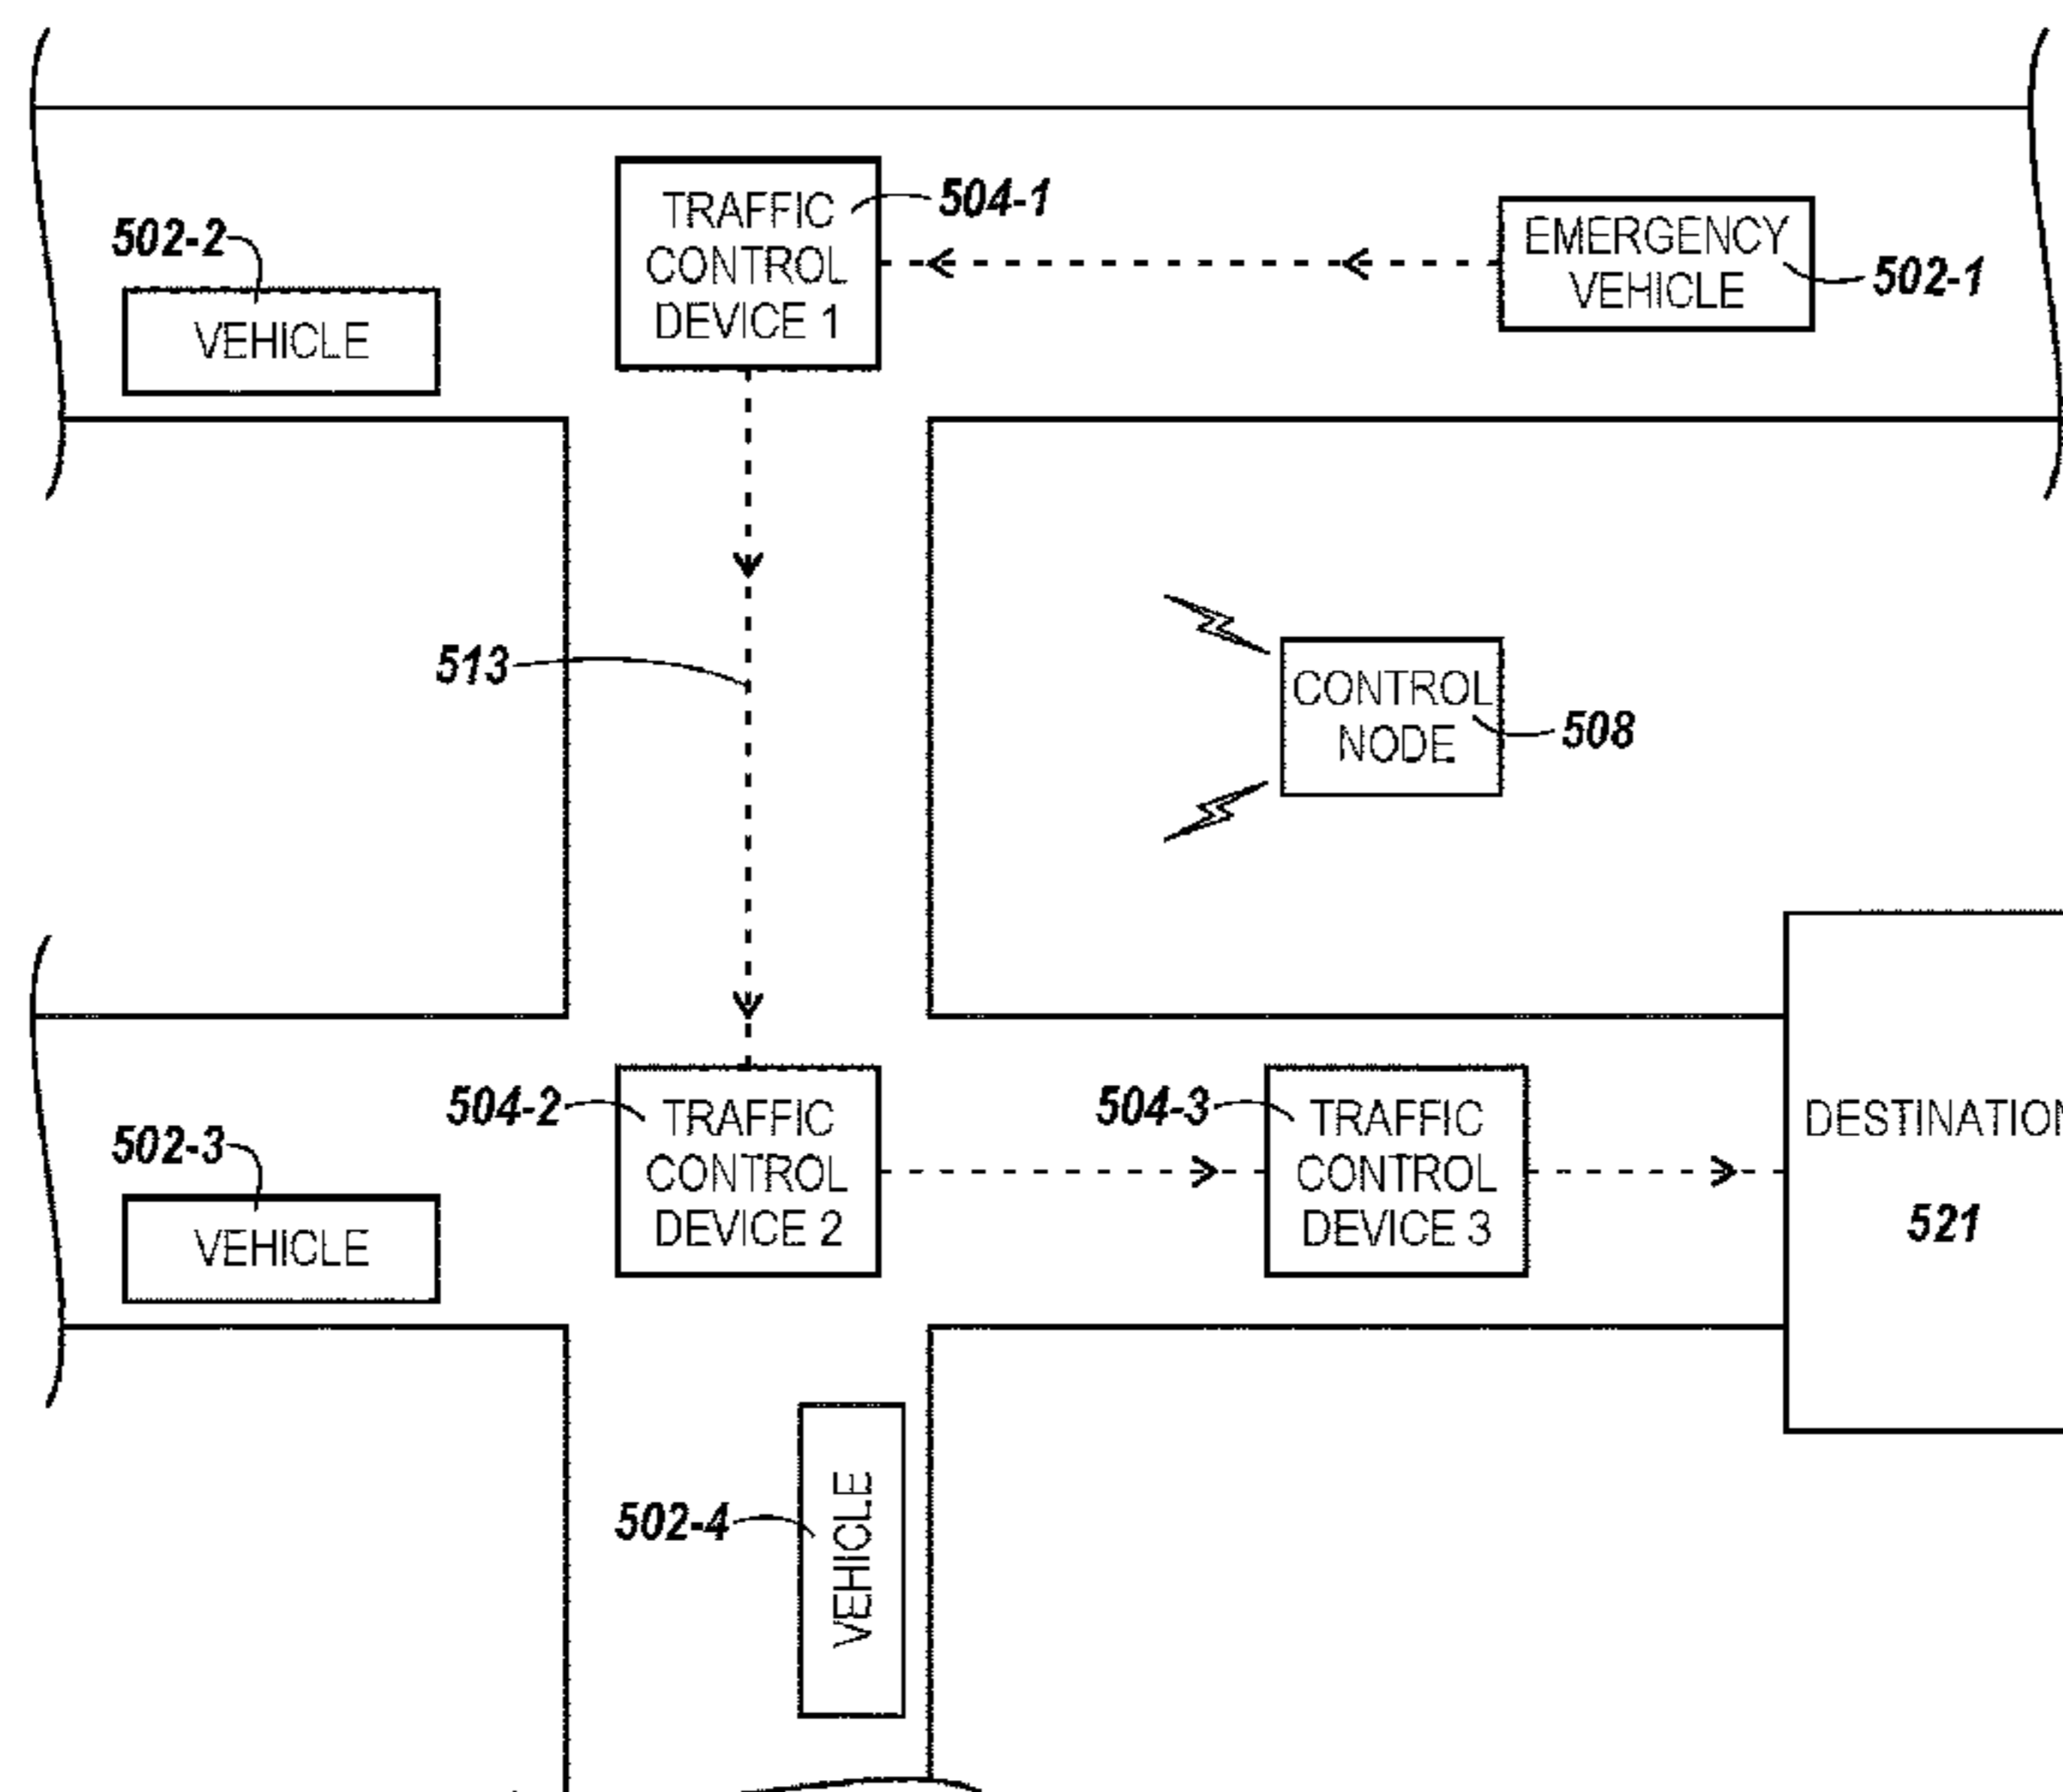 504-1
TRAFFIC
CONTROL
DEVICE 1
502-2
VEHICLE
EMERGENCY
VEHICLE
502-1
513
CONTROL
NODE
508
504-2
TRAFFIC
CONTROL
DEVICE 2
504-3
TRAFFIC
CONTROL
DEVICE 3
DESTINATION
521
502-3
VEHICLE
502-4
VEHICLE